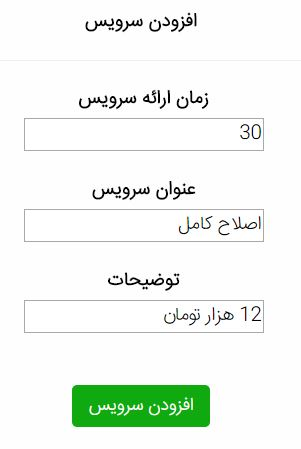 افزودن سرویس
زمان ارائه سرویس
30
عنوان سرویس
اصلاح کامل
توضیحات
12 هزار تومان
افزودن سرویس